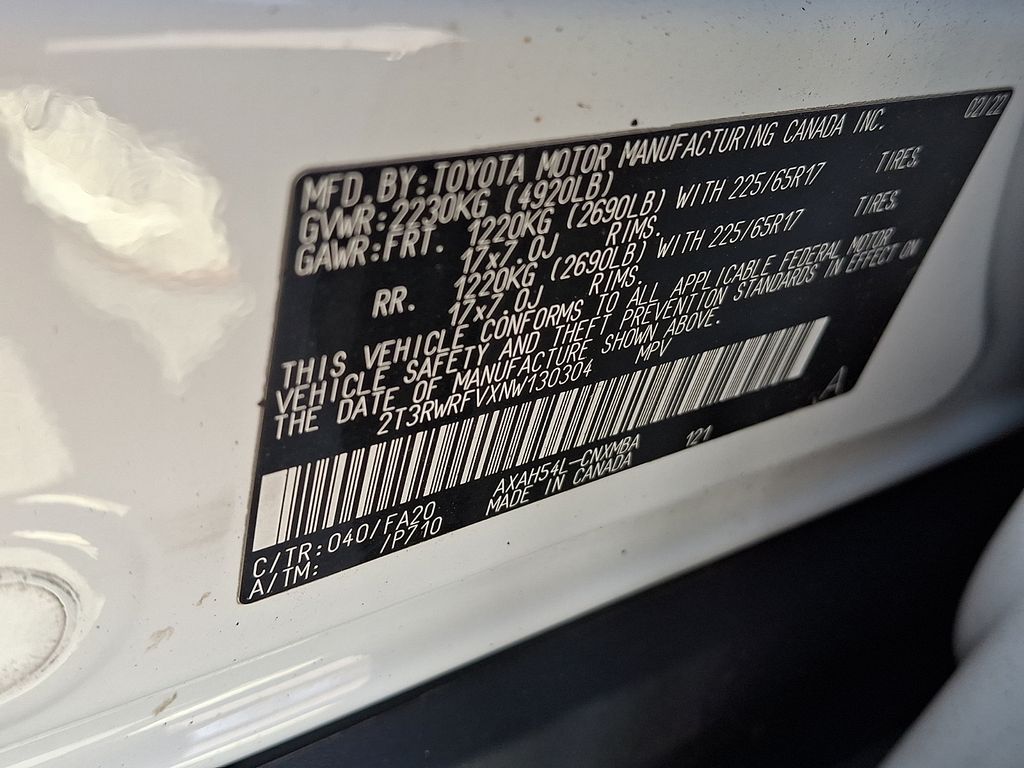 02/22
MFD. BY: TOYOTA MOTOR MANUFACTURING CANADA INC.
GVWR: 2230KG (4920LB)
GAWR: FRT. 1220KG (2690LB) WITH 225/65R17 TIRES,
17x7.0J RIMS.
RR. 1220KG (2690LB) WITH 225/65R17 TIRES,
17x7.0J RIMS.
THIS VEHICLE CONFORMS TO ALL APPLICABLE FEDERAL MOTOR
VEHICLE SAFETY AND THEFT PREVENTION STANDARDS IN EFFECT ON
THE DATE OF MANUFACTURE SHOWN ABOVE.
2T3RWRFVXNW130304 MPV
C/TR: 040/FA20 AXAH54L-CNXMBA 121 A
A/TM: /P710 MADE IN CANADA